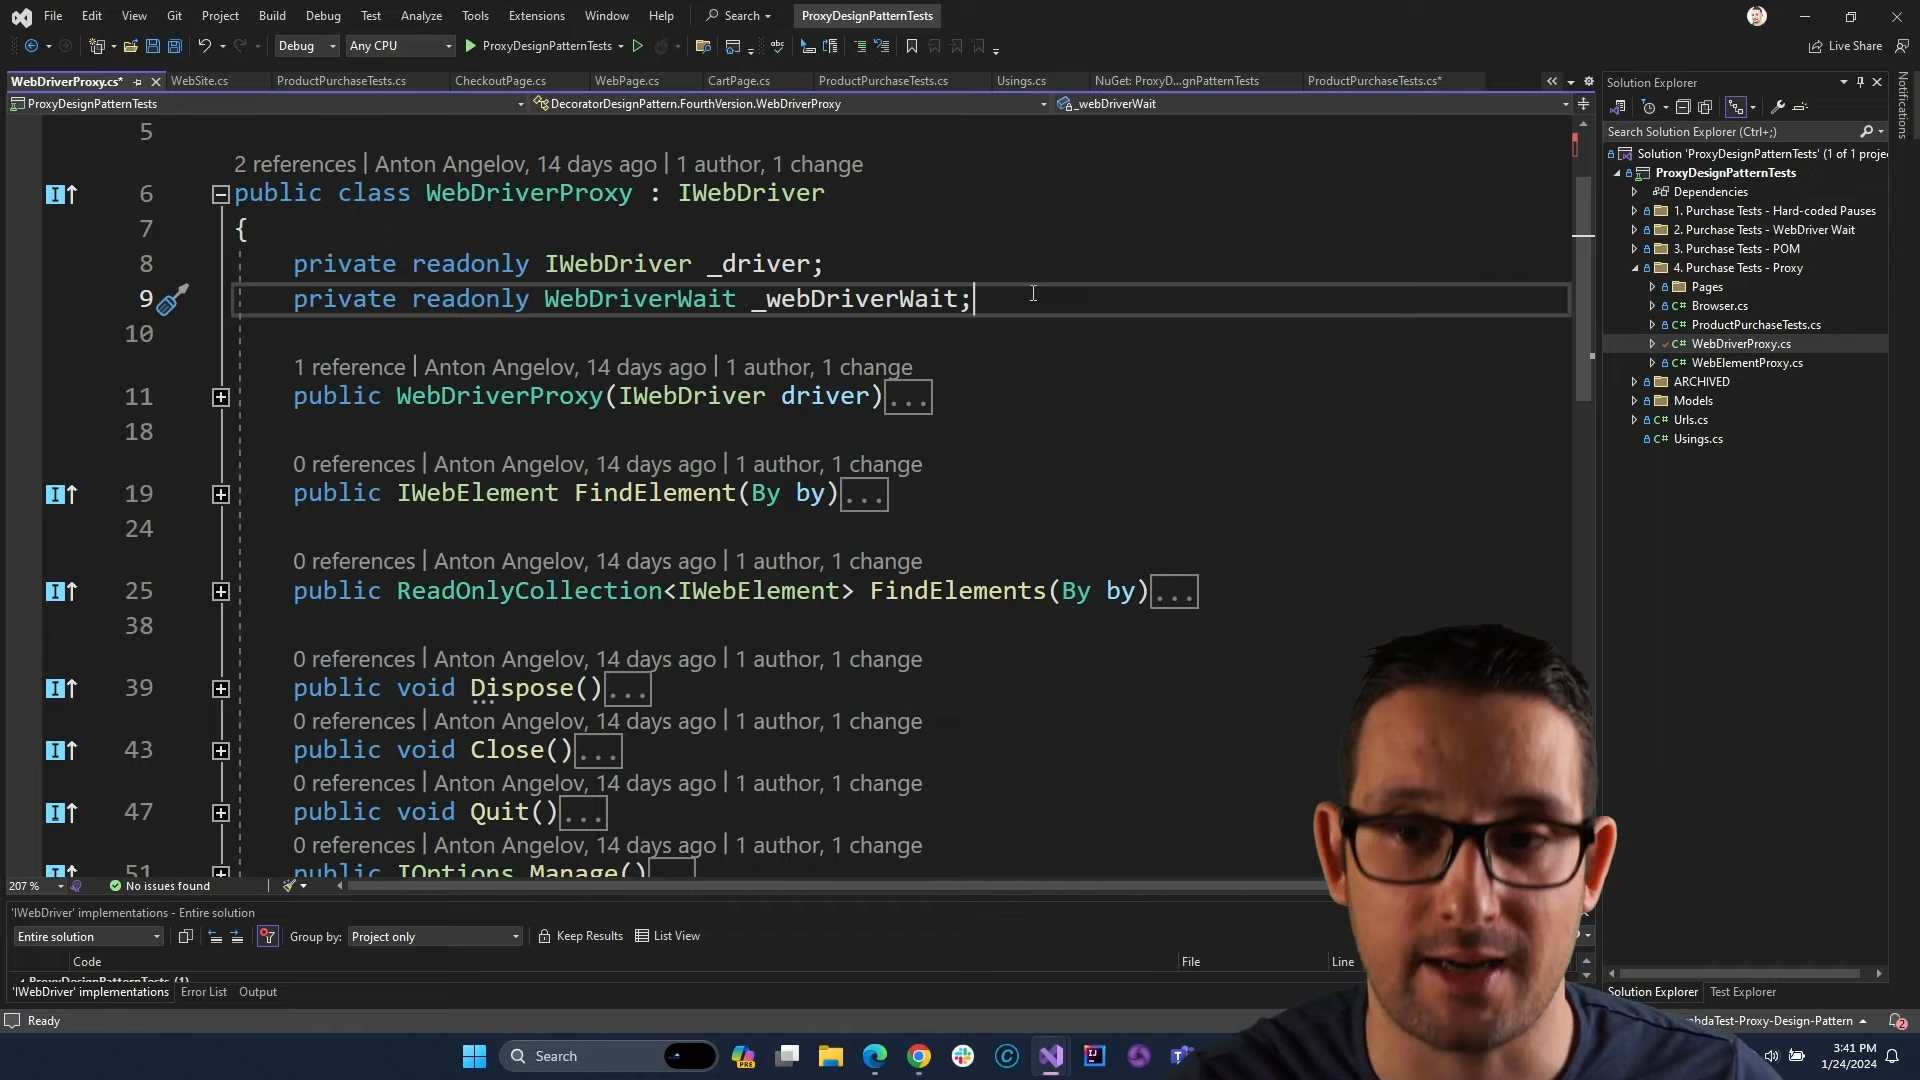 File Edit View Git Project Build Debug Test Analyze Tools Extensions Window Help Search ProxyDesignPatternTests
Debug Any CPU ProxyDesignPatternTests Live Share
WebDriverProxy.cs* WebSite.cs ProductPurchaseTests.cs CheckoutPage.cs WebPage.cs CartPage.cs ProductPurchaseTests.cs Usings.cs NuGet: ProxyD...gnPatternTests ProductPurchaseTests.cs*
ProxyDesignPatternTests DecoratorDesignPattern.FourthVersion.WebDriverProxy _webDriverWait
5
2 references | Anton Angelov, 14 days ago | 1 author, 1 change
6 public class WebDriverProxy : IWebDriver
7 {
8 private readonly IWebDriver _driver;
9 private readonly WebDriverWait _webDriverWait;
10
1 reference | Anton Angelov, 14 days ago | 1 author, 1 change
11 public WebDriverProxy(IWebDriver driver)...
18
0 references | Anton Angelov, 14 days ago | 1 author, 1 change
19 public IWebElement FindElement(By by)...
24
0 references | Anton Angelov, 14 days ago | 1 author, 1 change
25 public ReadOnlyCollection<IWebElement> FindElements(By by)...
38
0 references | Anton Angelov, 14 days ago | 1 author, 1 change
39 public void Dispose()...
0 references | Anton Angelov, 14 days ago | 1 author, 1 change
43 public void Close()...
0 references | Anton Angelov, 14 days ago | 1 author, 1 change
47 public void Quit()...
0 references | Anton Angelov, 14 days ago | 1 author, 1 change
51 public IOptions Manage()
207 % No issues found
'IWebDriver' implementations - Entire solution
Entire solution Group by: Project only Keep Results List View
Code File Line
ProxyDesignPatternTests (1)
'IWebDriver' implementations Error List Output
Ready
Solution Explorer
Search Solution Explorer (Ctrl+;)
Solution 'ProxyDesignPatternTests' (1 of 1 projec
ProxyDesignPatternTests
Dependencies
1. Purchase Tests - Hard-coded Pauses
2. Purchase Tests - WebDriver Wait
3. Purchase Tests - POM
4. Purchase Tests - Proxy
Pages
C# Browser.cs
C# ProductPurchaseTests.cs
C# WebDriverProxy.cs
C# WebElementProxy.cs
ARCHIVED
Models
C# Urls.cs
C# Usings.cs
Solution Explorer Test Explorer
mbdaTest-Proxy-Design-Pattern 2
Notifications
Search
PRE
3:41 PM
1/24/2024